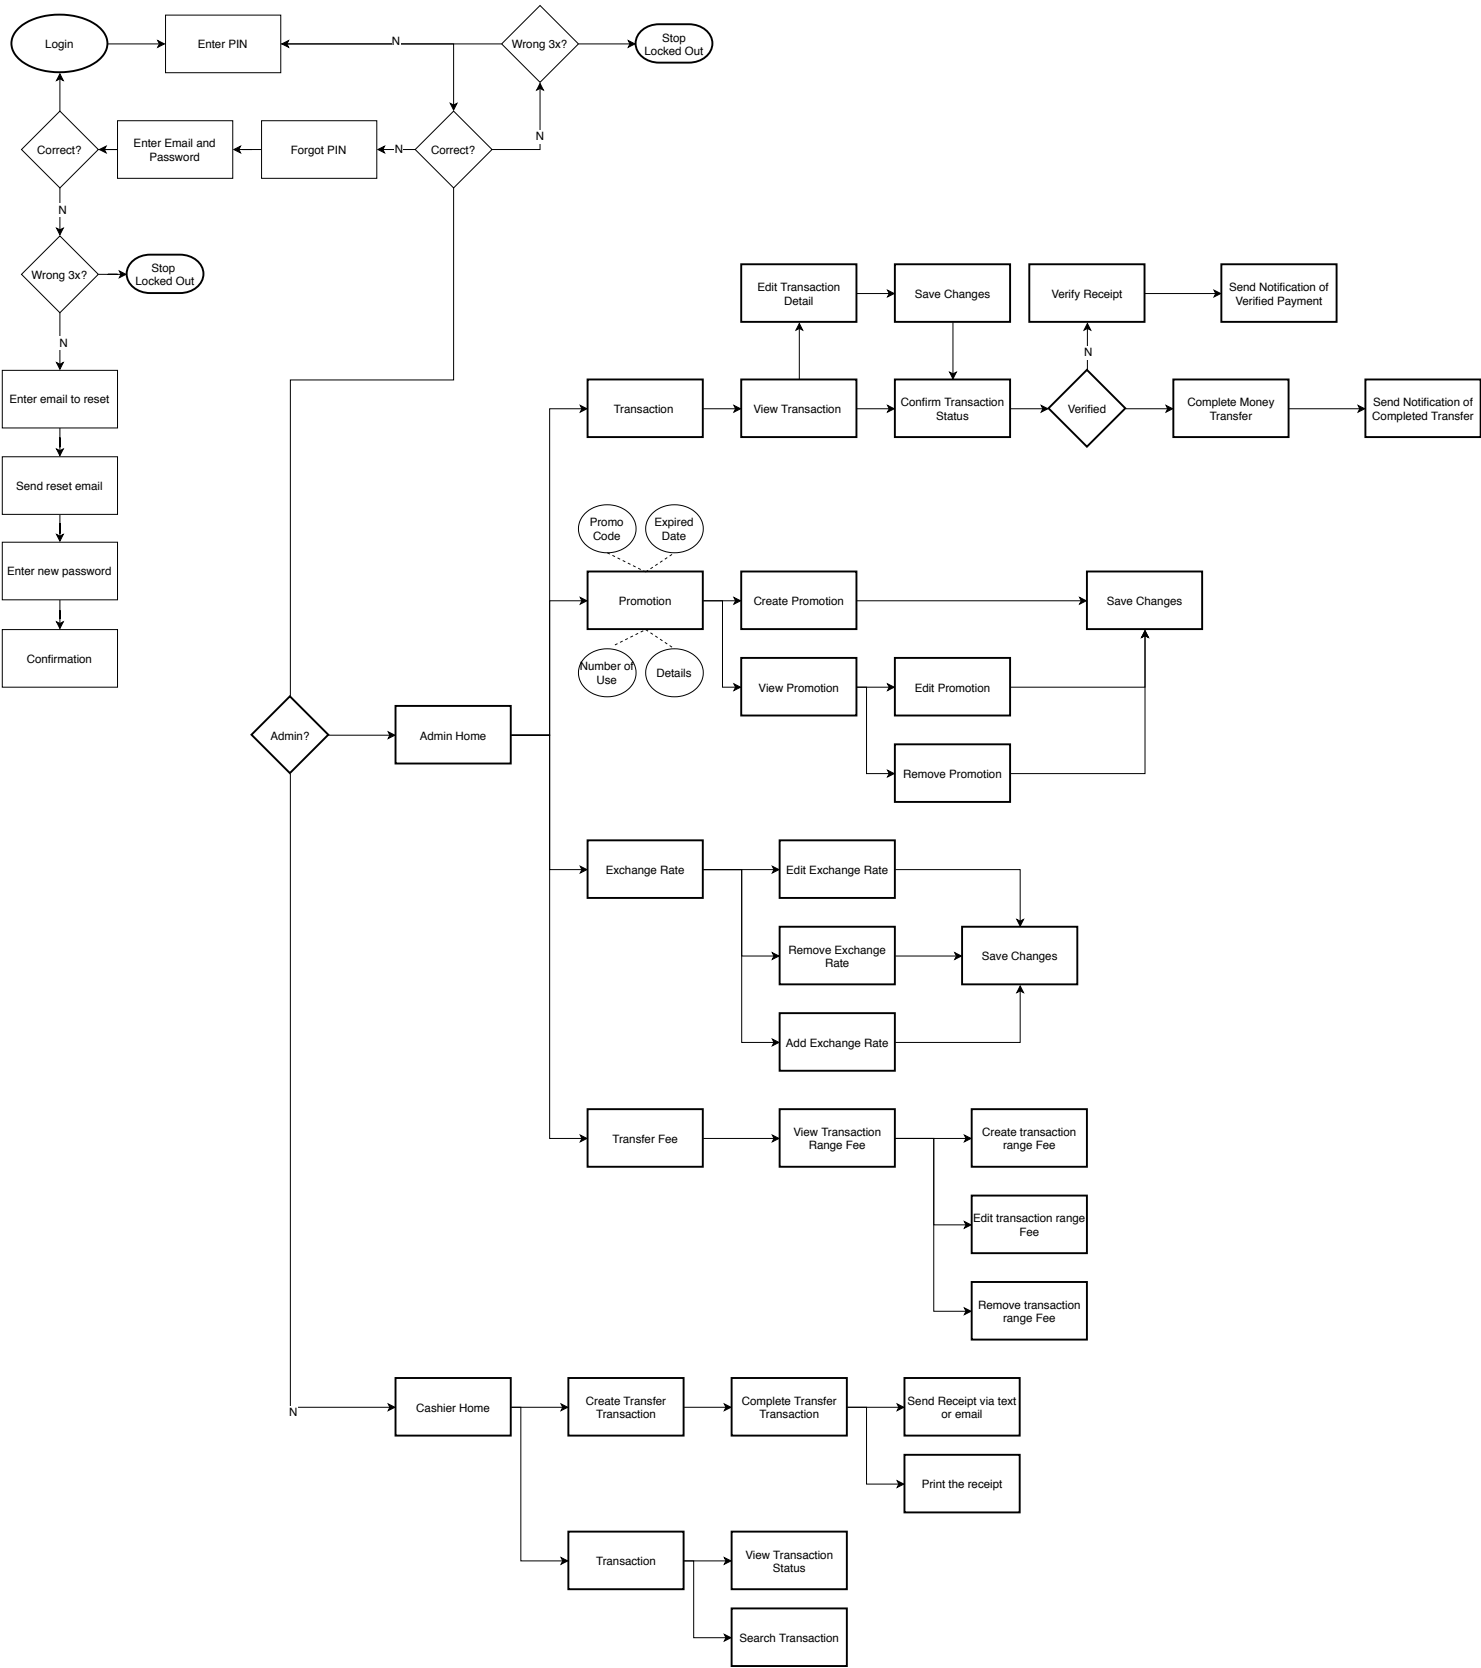 Login
Enter PIN
N
Wrong 3x?
Stop
Locked Out
Correct?
Enter Email and
Password
Forgot PIN
N
Correct?
N
N
Wrong 3x?
Stop
Locked Out
N
Enter email to reset
Send reset email
Enter new password
Confirmation
Edit Transaction
Detail
Save Changes
Verify Receipt
Send Notification of
Verified Payment
N
Transaction
View Transaction
Confirm Transaction
Status
Verified
Complete Money
Transfer
Send Notification of
Completed Transfer
Promo
Code
Expired
Date
Promotion
Create Promotion
Save Changes
Number of
Use
Details
View Promotion
Edit Promotion
Remove Promotion
Admin?
Admin Home
Exchange Rate
Edit Exchange Rate
Remove Exchange
Rate
Save Changes
Add Exchange Rate
Transfer Fee
View Transaction
Range Fee
Create transaction
range Fee
Edit transaction range
Fee
Remove transaction
range Fee
N
Cashier Home
Create Transfer
Transaction
Complete Transfer
Transaction
Send Receipt via text
or email
Print the receipt
Transaction
View Transaction
Status
Search Transaction